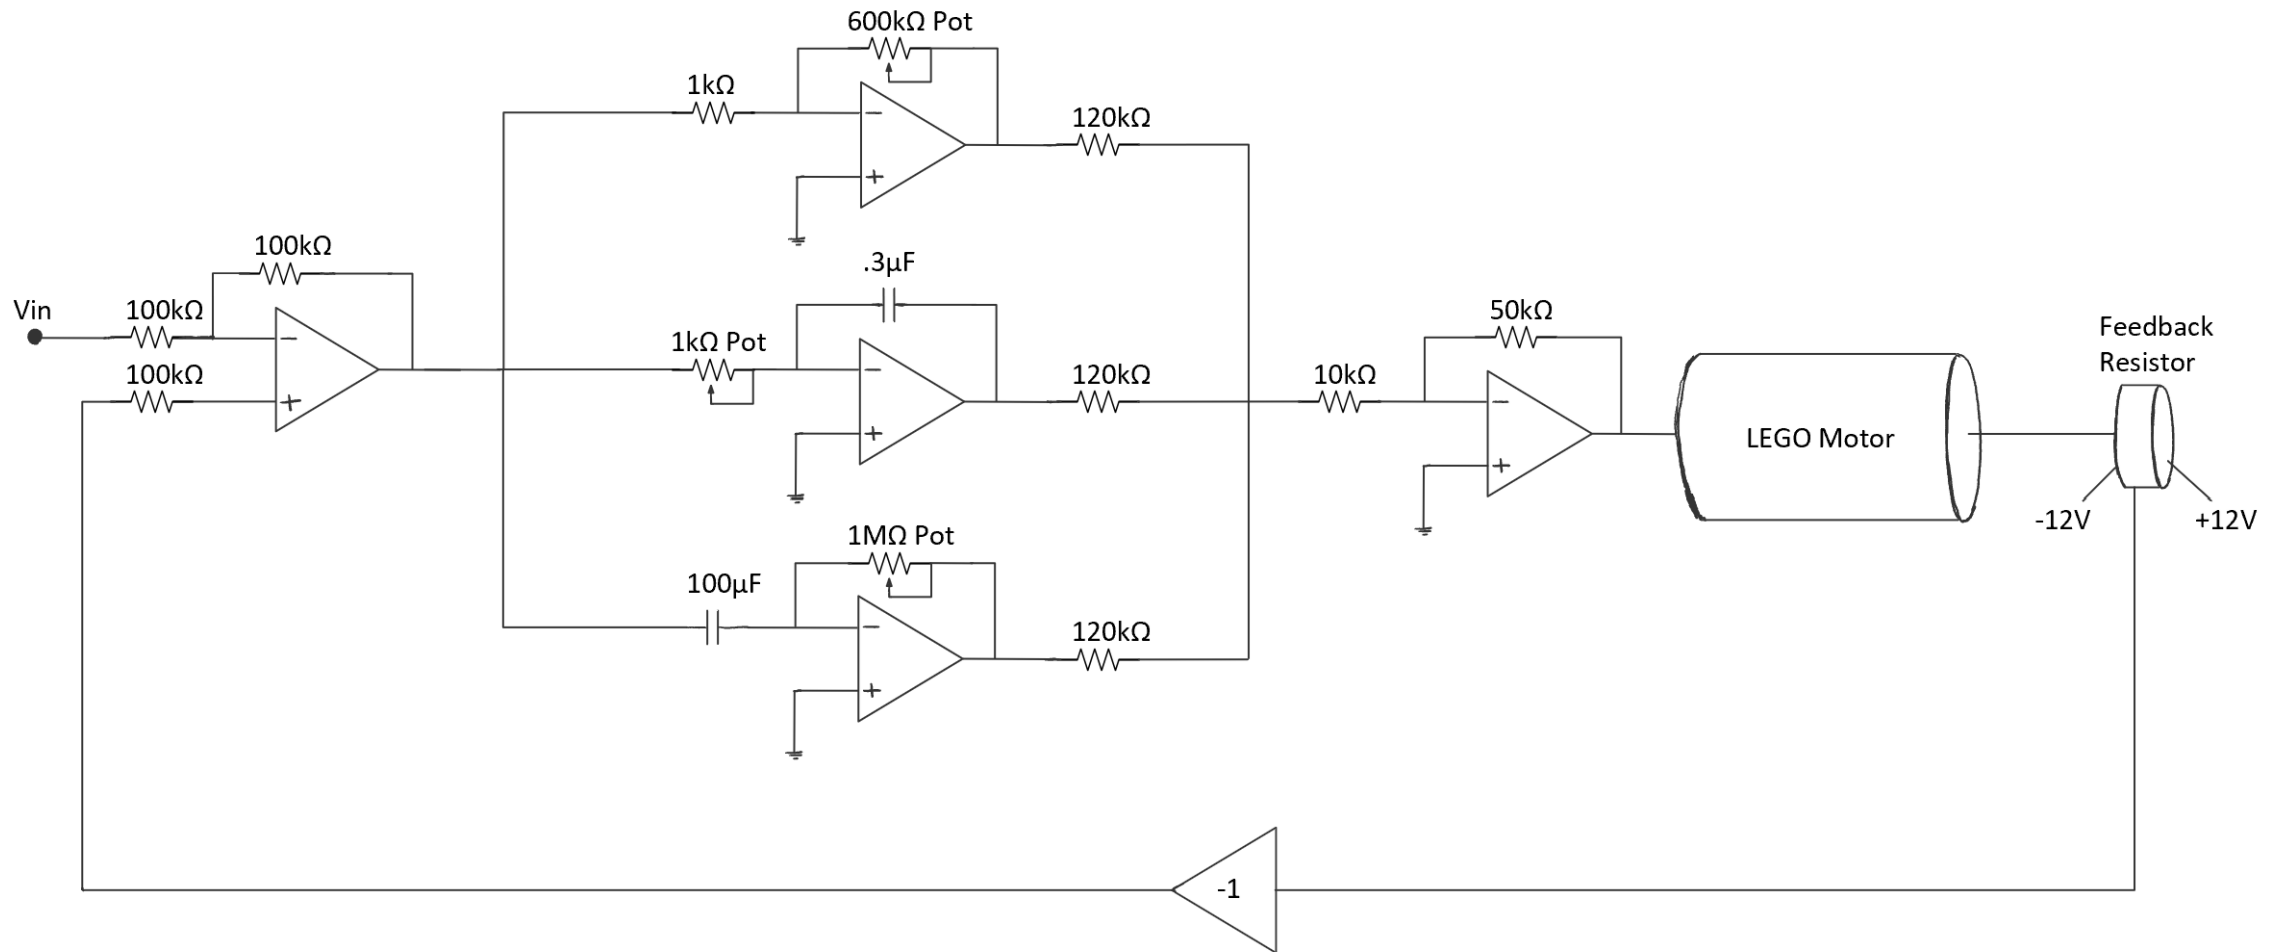 600kΩ Pot
1kΩ
120kΩ
100kΩ
.3µF
Vin
100kΩ
1kΩ Pot
100kΩ
120kΩ
10kΩ
50kΩ
Feedback
Resistor
LEGO Motor
-12V
+12V
1MΩ Pot
100µF
120kΩ
-1